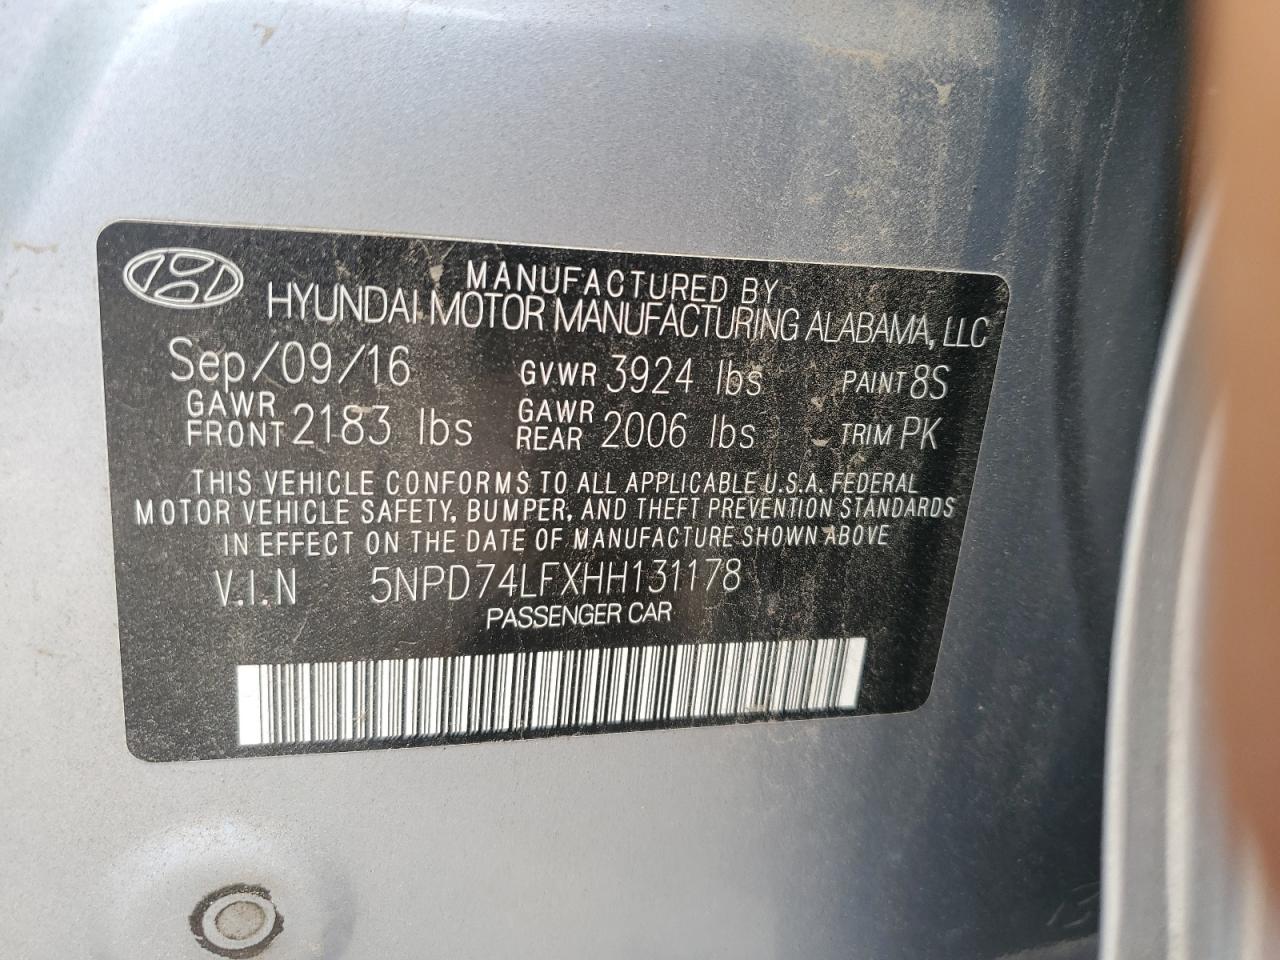 MANUFACTURED BY
HYUNDAI MOTOR MANUFACTURING ALABAMA, LLC
Sep/09/16 GVWR 3924 lbs PAINT 8S
GAWR FRONT 2183 lbs GAWR REAR 2006 lbs TRIM PK
THIS VEHICLE CONFORMS TO ALL APPLICABLE U.S.A. FEDERAL
MOTOR VEHICLE SAFETY, BUMPER, AND THEFT PREVENTION STANDARDS
IN EFFECT ON THE DATE OF MANUFACTURE SHOWN ABOVE
V.I.N 5NPD74LFXHH131178
PASSENGER CAR